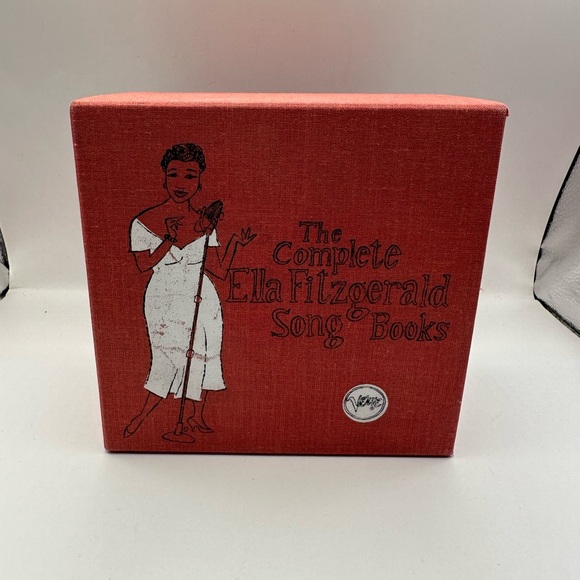 The
Complete
Ella Fitzgerald
Song Books
Verve